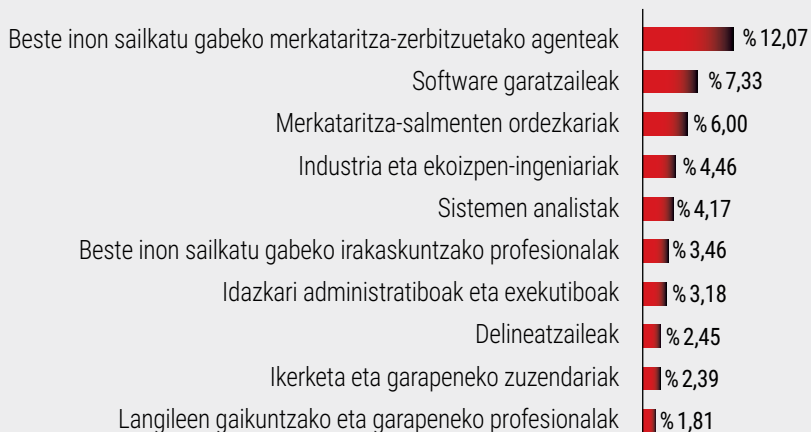 Beste inon sailkatu gabeko merkataritza-zerbitzuetako agenteak % 12,07
Software garatzaileak % 7,33
Merkataritza-salmenten ordezkariak % 6,00
Industria eta ekoizpen-ingeniariak % 4,46
Sistemen analistak % 4,17
Beste inon sailkatu gabeko irakaskuntzako profesionalak % 3,46
Idazkari administratiboak eta exekutiboak % 3,18
Delineatzaileak % 2,45
Ikerketa eta garapeneko zuzendariak % 2,39
Langileen gaikuntzako eta garapeneko profesionalak % 1,81